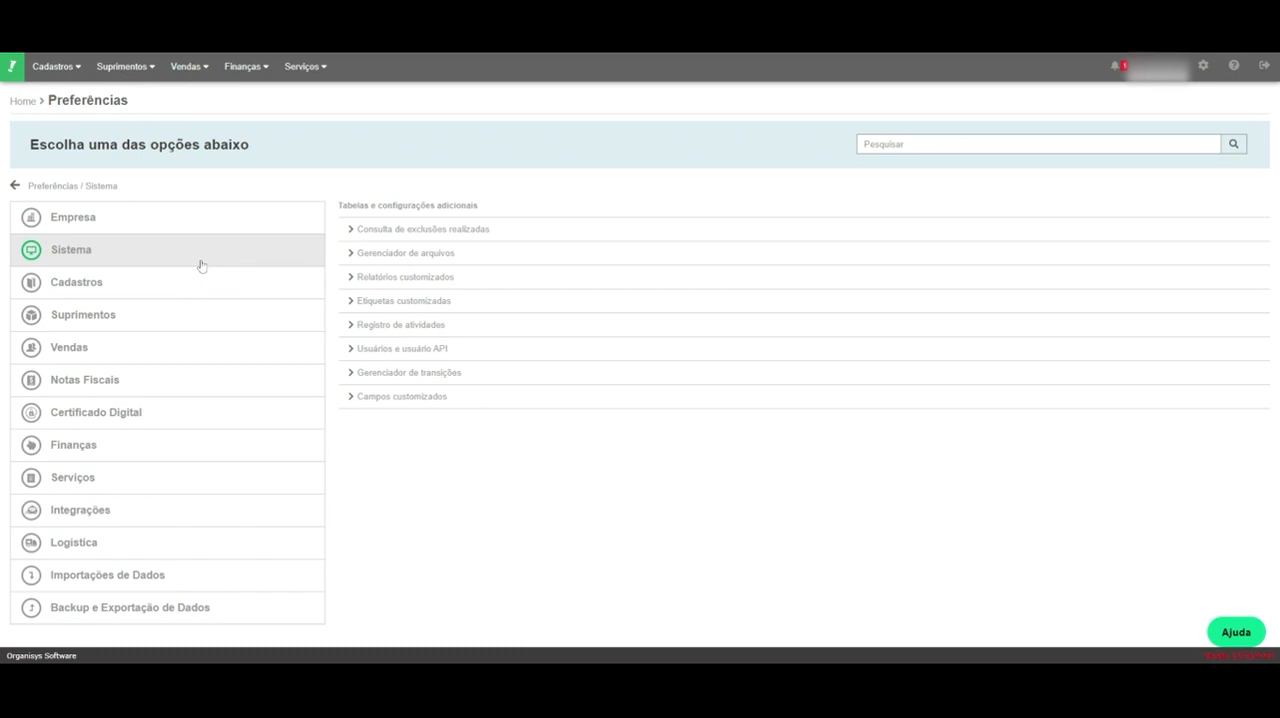 Cadastros Suprimentos Vendas Finanças Serviços 1
Home > Preferências
Escolha uma das opções abaixo
Pesquisar
Preferências / Sistema
Empresa
Sistema
Cadastros
Suprimentos
Vendas
Notas Fiscais
Certificado Digital
Finanças
Serviços
Integrações
Logística
Importações de Dados
Backup e Exportação de Dados
Tabelas e configurações adicionais
Consulta de exclusões realizadas
Gerenciador de arquivos
Relatórios customizados
Etiquetas customizadas
Registro de atividades
Usuários e usuário API
Gerenciador de transições
Campos customizados
Ajuda
Organisys Software